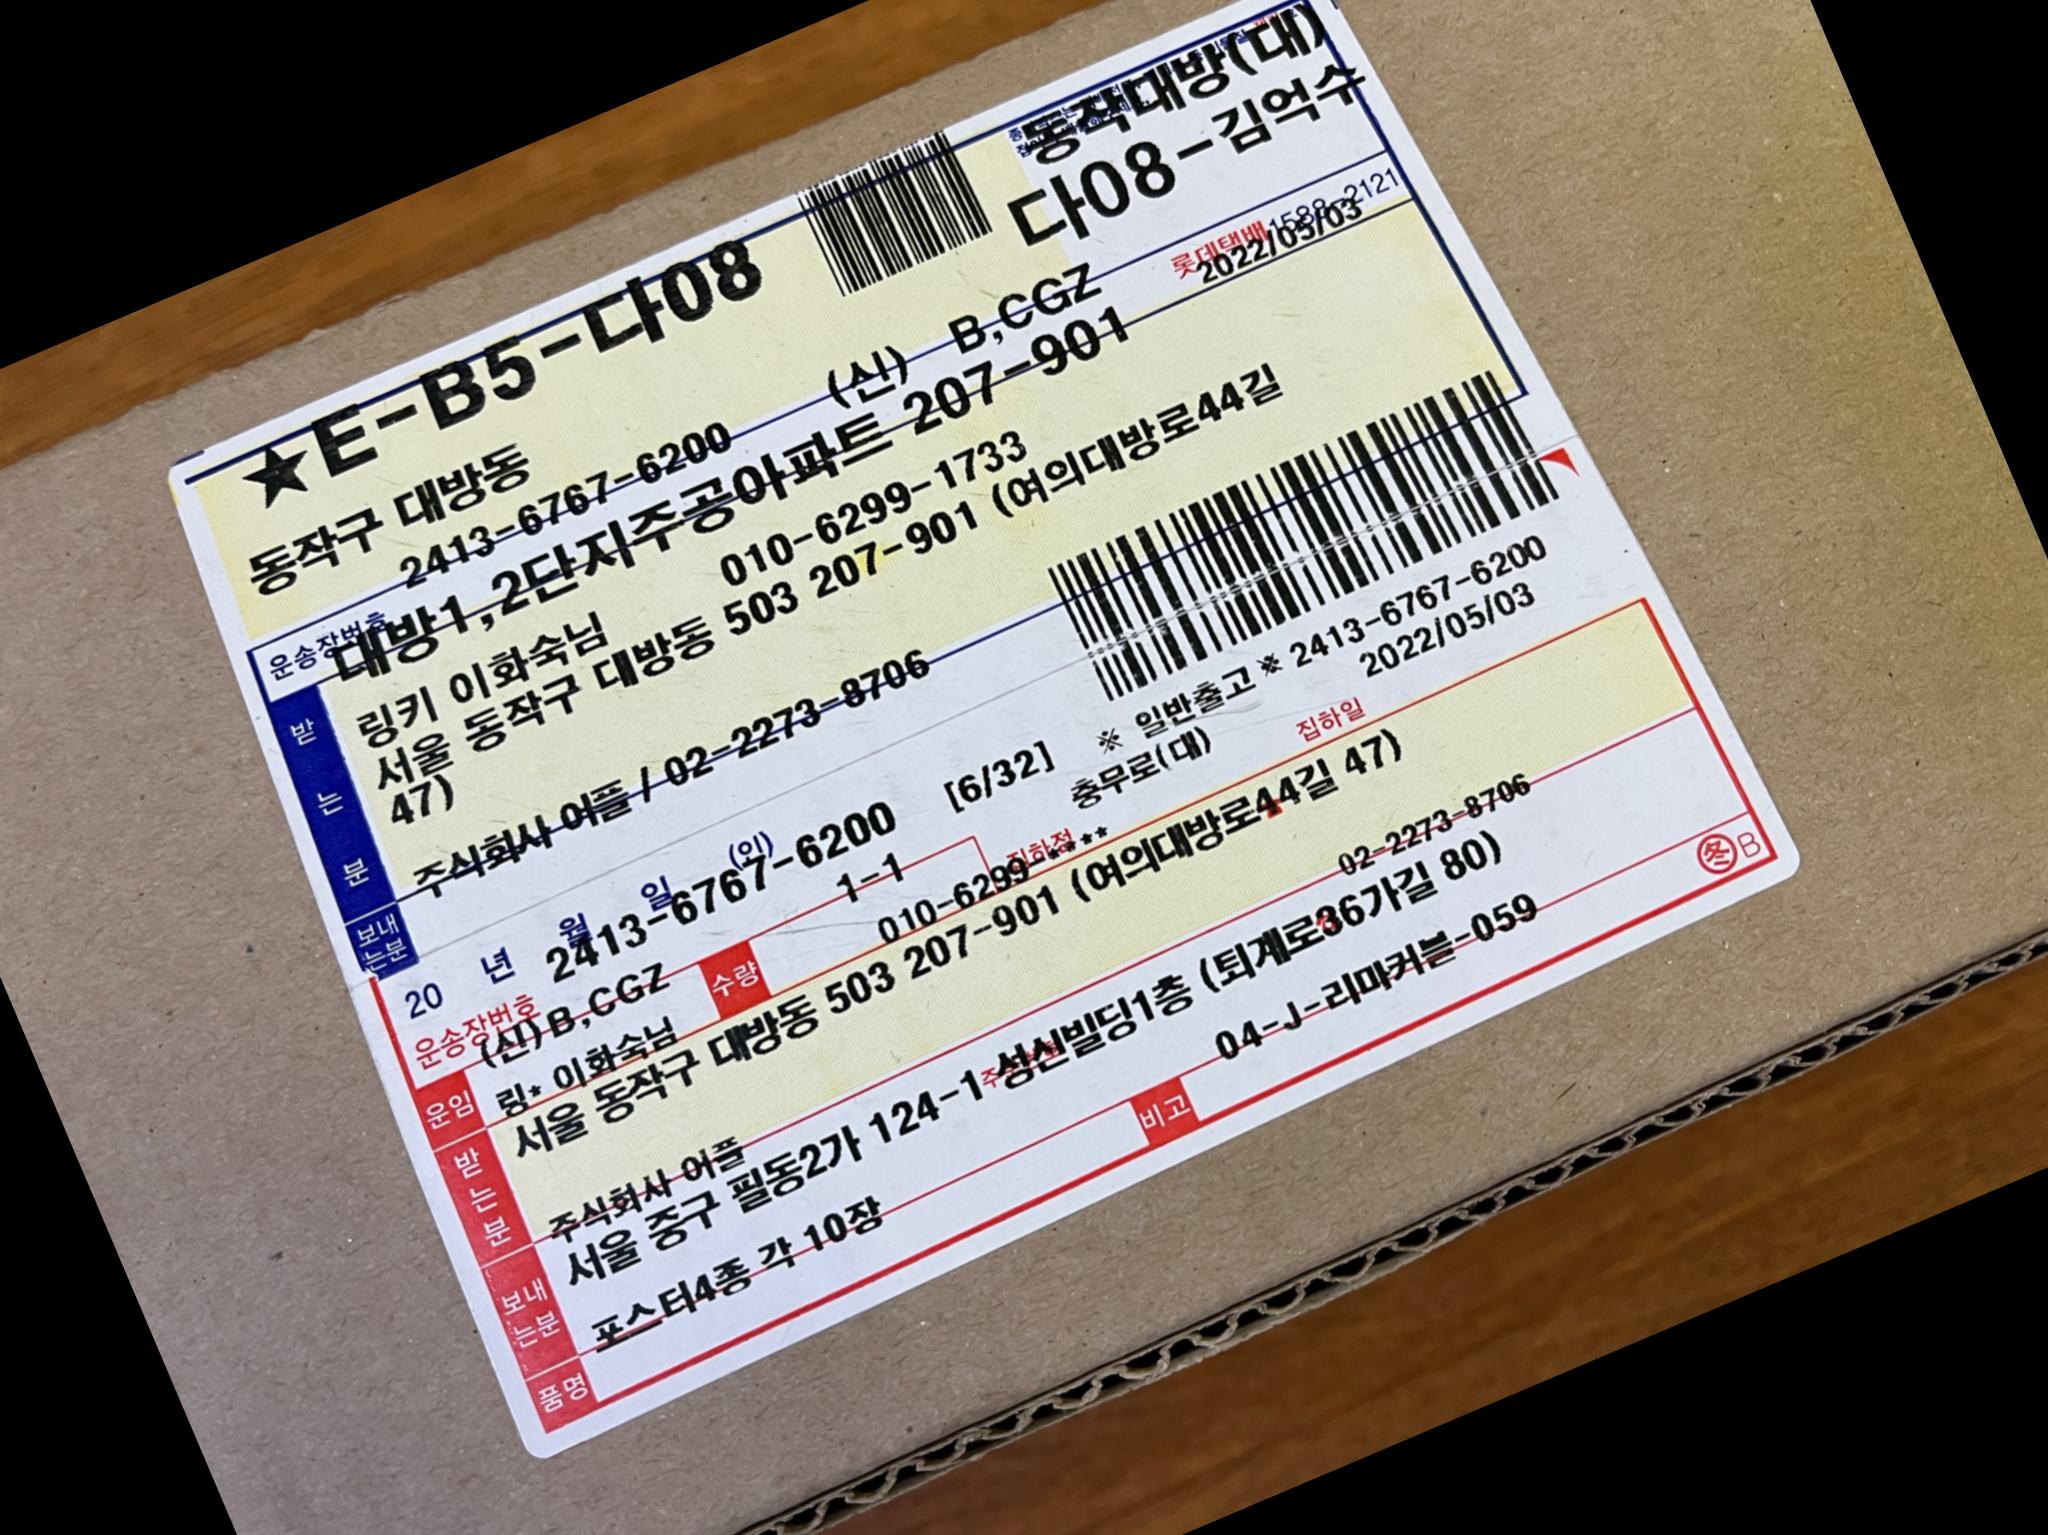 동작대방(대)
★E-B5-다08
다08-김억수
동작구 대방동
롯데택배 1588-2121
운송장번호 2413-6767-6200 (신) B,CGZ 2022/05/03
대방1,2단지주공아파트 207-901
받는분
링키 이화숙님 010-6299-1733
서울 동작구 대방동 503 207-901 (여의대방로44길
47)
보내는분
주식회사 어플 / 02-2273-8706
※ 일반출고 ※ 2413-6767-6200
20 년 월 일 (인) [6/32] 충무로(대) 2022/05/03
운송장번호 2413-6767-6200 집하점 집하일
운임 (신)B,CGZ 수량 1-1
받는분
링* 이화숙님 010-6299-****
서울 동작구 대방동 503 207-901 (여의대방로44길 47)
보내는분
주식회사 어플 02-2273-8706
서울 중구 필동2가 124-1 성신빌딩1층 (퇴계로36가길 80)
품명 포스터4종 각 10장 비고 04-J-리마커블-059
冬 B